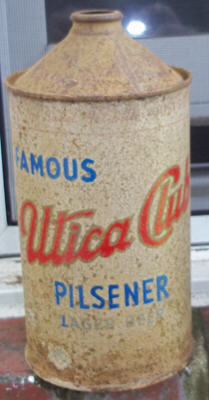 FAMOUS
Utica Club
PILSENER
LAGER BEER